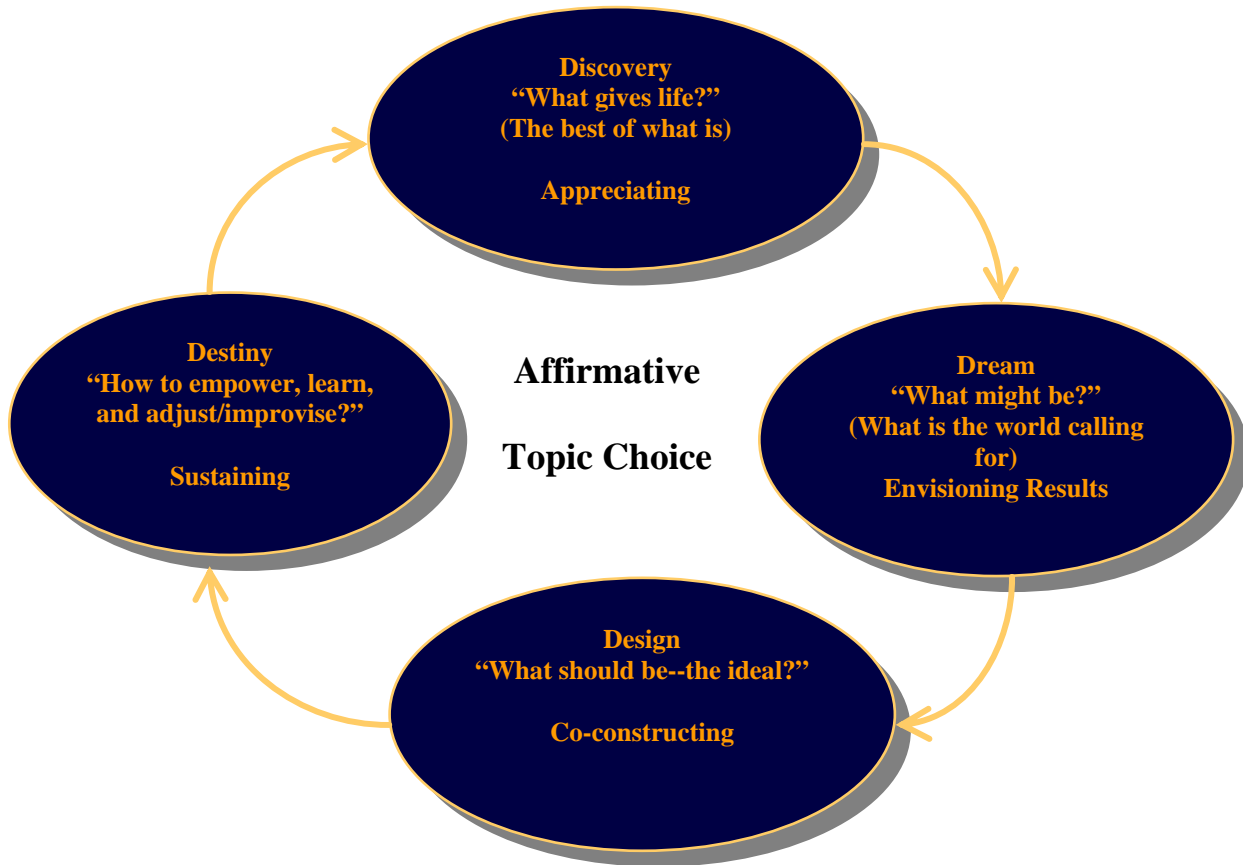 Discovery
“What gives life?”
(The best of what is)
Appreciating
Destiny
“How to empower, learn,
and adjust/improvise?”
Sustaining
Affirmative
Topic Choice
Dream
“What might be?”
(What is the world calling
for)
Envisioning Results
Design
“What should be--the ideal?”
Co-constructing